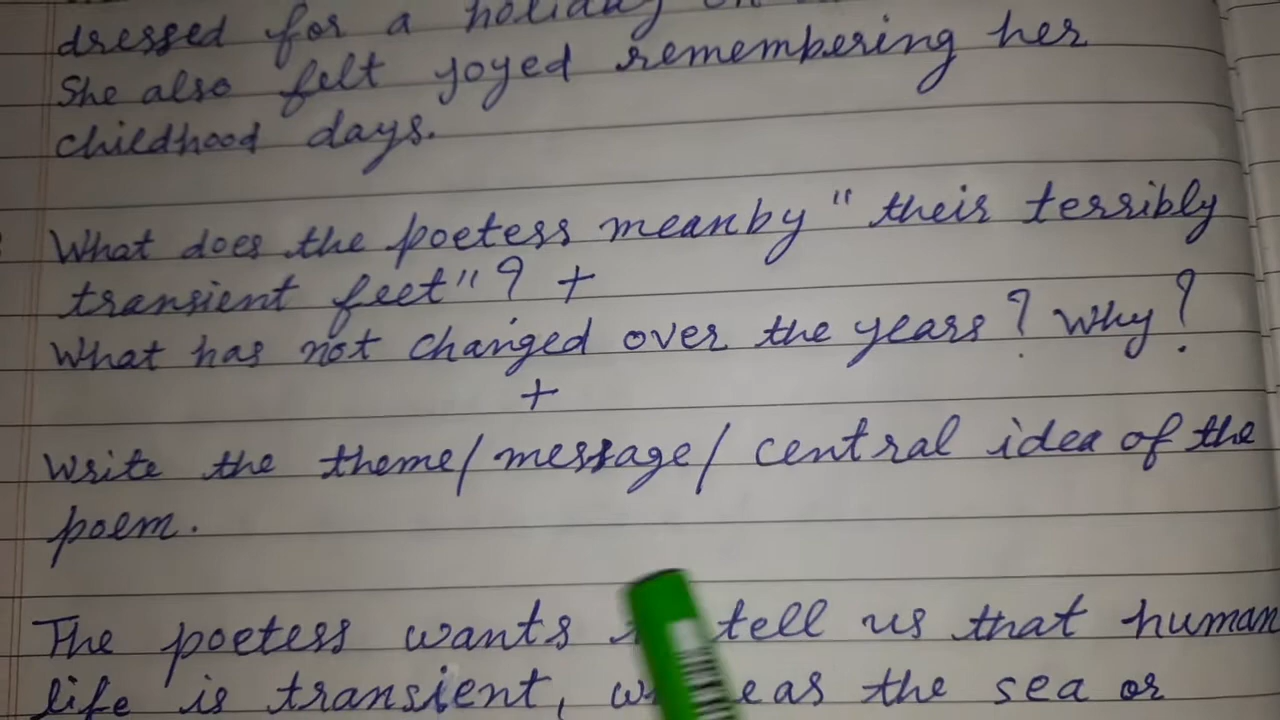 dressed for a holiday
She also felt yoyed remembering her
childhood days.
What does the poetess meanby " their terribly
transient feet" ? +
What has not changed over the years ? Why ?
+
Write the theme/message/ central idea of the
poem.
The poetess wants tell us that human
life is transient, the sea or